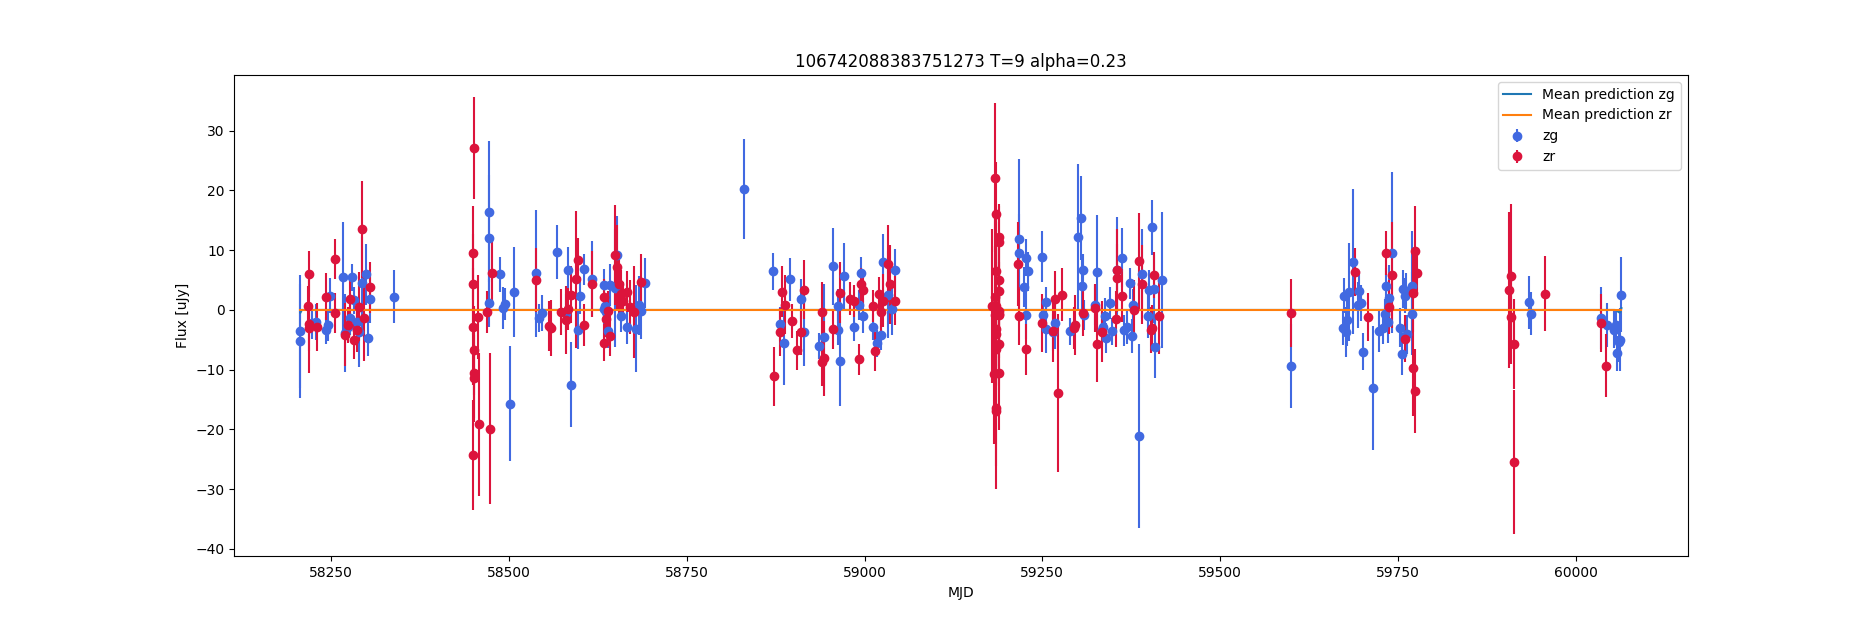 106742088383751273 T=9 alpha=0.23
Mean prediction zg
Mean prediction zr
zg
zr
Flux [uJy]
30
20
10
0
−10
−20
−30
−40
58250 58500 58750 59000 59250 59500 59750 60000
MJD